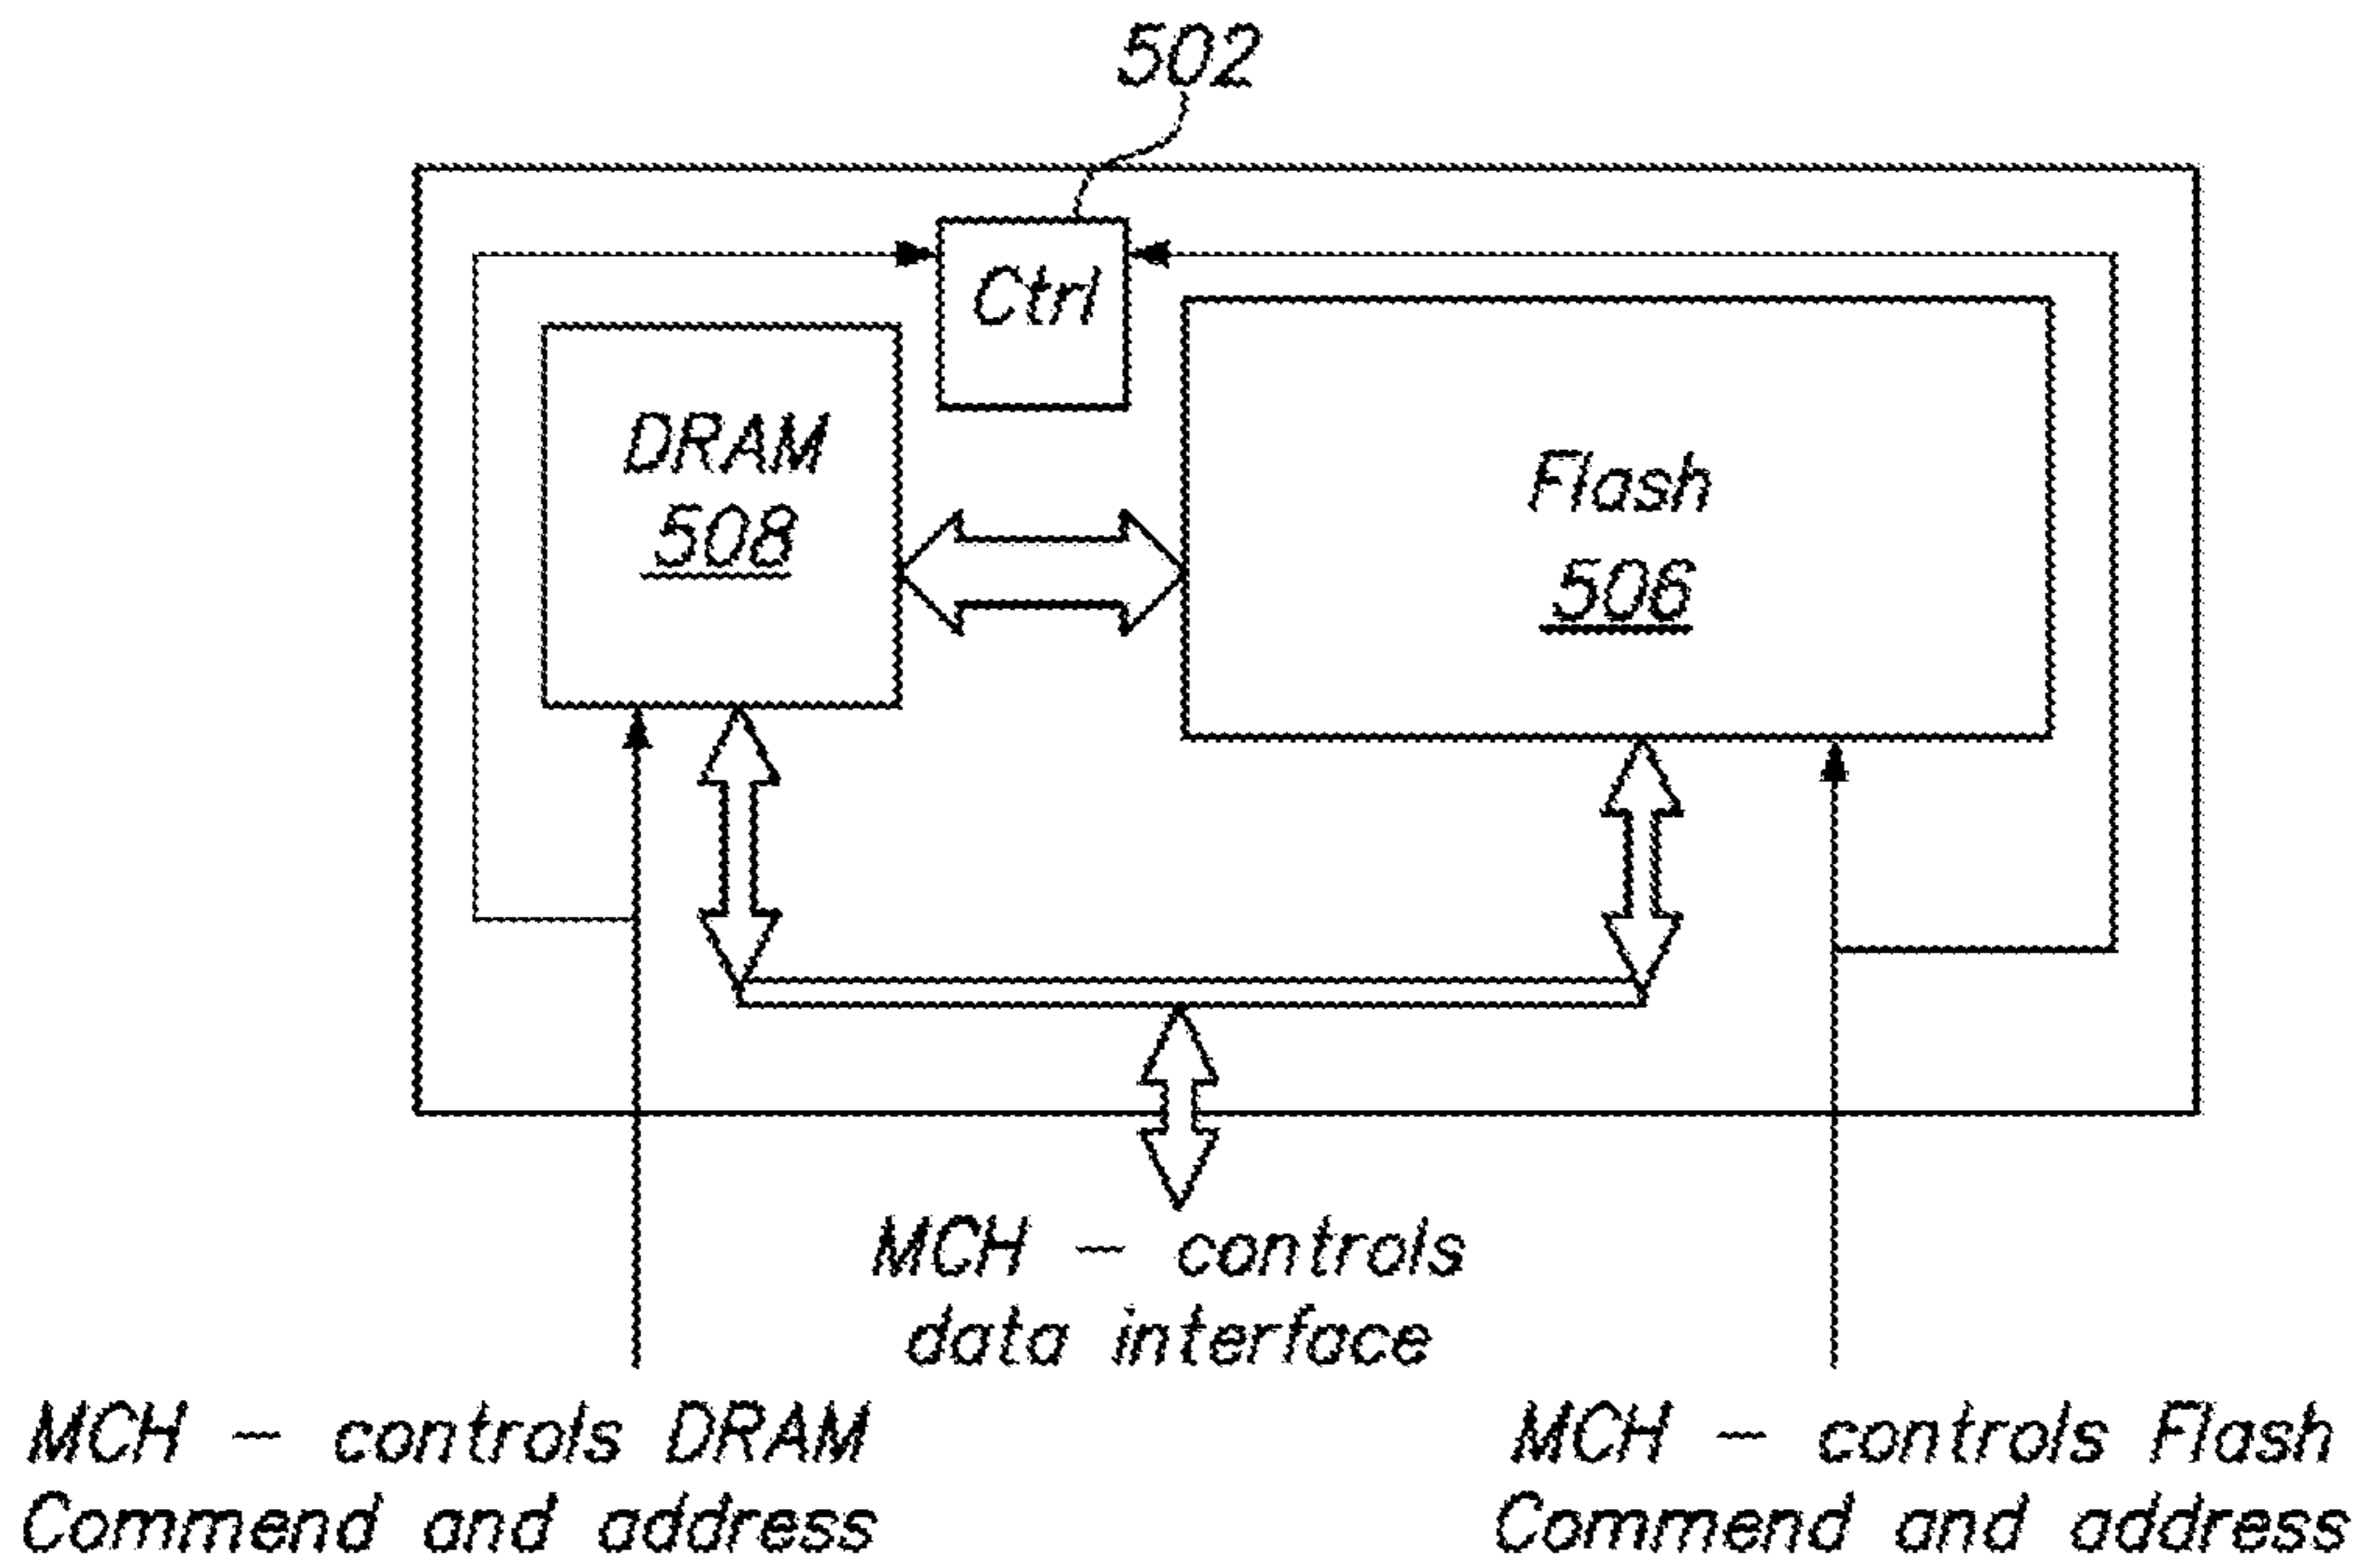 502
Ctrl
DRAM
508
Flash
506
MCH — controls
data interface
MCH — controls DRAM
Commend and address
MCH — controls Flash
Commend and address